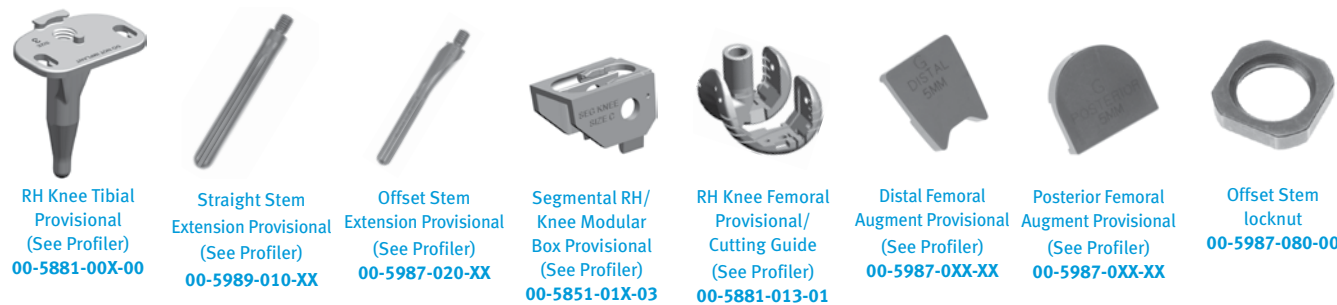 SEG KNEE
SIZE C
G
DISTAL
5MM
G
POSTERIOR
5MM
RH Knee Tibial
Provisional
(See Profiler)
00-5881-00X-00
Straight Stem
Extension Provisional
(See Profiler)
00-5989-010-XX
Offset Stem
Extension Provisional
(See Profiler)
00-5987-020-XX
Segmental RH/
Knee Modular
Box Provisional
(See Profiler)
00-5851-01X-03
RH Knee Femoral
Provisional/
Cutting Guide
(See Profiler)
00-5881-013-01
Distal Femoral
Augment Provisional
(See Profiler)
00-5987-0XX-XX
Posterior Femoral
Augment Provisional
(See Profiler)
00-5987-0XX-XX
Offset Stem
locknut
00-5987-080-00